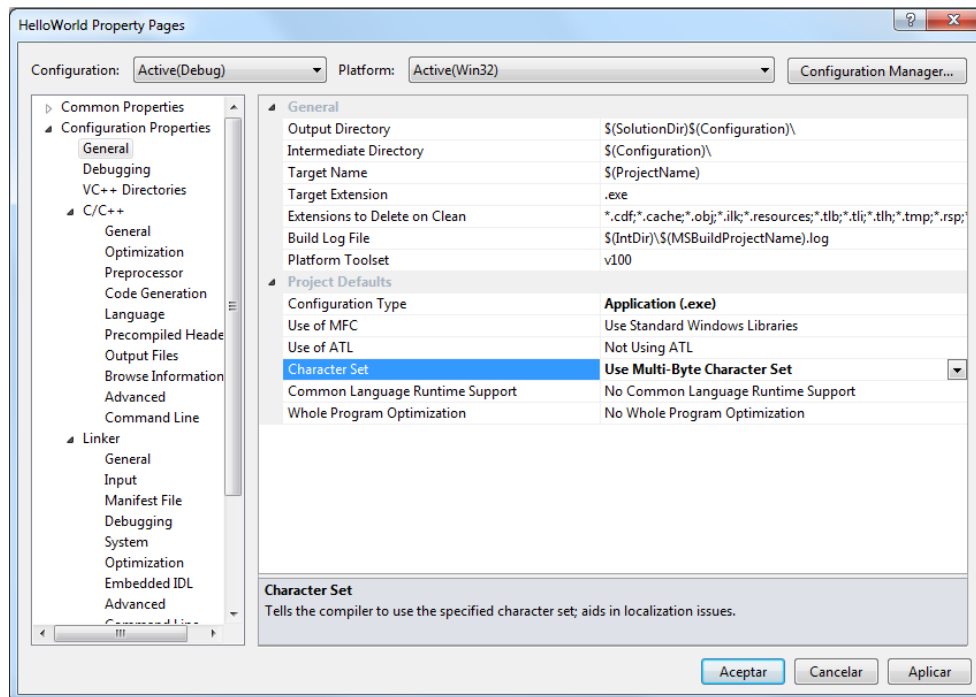 HelloWorld Property Pages
Configuration: Active(Debug) Platform: Active(Win32) Configuration Manager...
Common Properties
Configuration Properties
General
Debugging
VC++ Directories
C/C++
General
Optimization
Preprocessor
Code Generation
Language
Precompiled Heade
Output Files
Browse Information
Advanced
Command Line
Linker
General
Input
Manifest File
Debugging
System
Optimization
Embedded IDL
Advanced
Command Line
General
Output Directory $(SolutionDir)$(Configuration)\
Intermediate Directory $(Configuration)\
Target Name $(ProjectName)
Target Extension .exe
Extensions to Delete on Clean *.cdf;*.cache;*.obj;*.ilk;*.resources;*.tlb;*.tli;*.tlh;*.tmp;*.rsp;*
Build Log File $(IntDir)\$(MSBuildProjectName).log
Platform Toolset v100
Project Defaults
Configuration Type Application (.exe)
Use of MFC Use Standard Windows Libraries
Use of ATL Not Using ATL
Character Set Use Multi-Byte Character Set
Common Language Runtime Support No Common Language Runtime Support
Whole Program Optimization No Whole Program Optimization
Character Set
Tells the compiler to use the specified character set; aids in localization issues.
Aceptar Cancelar Aplicar